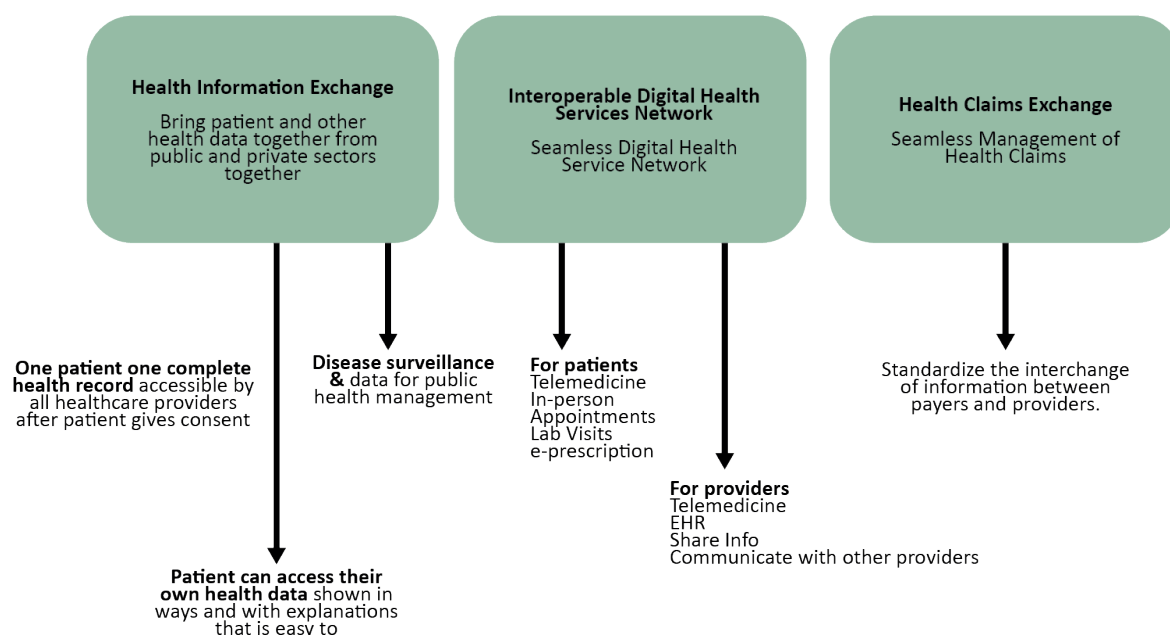 Health Information Exchange
Bring patient and other
health data together from
public and private sectors
together
Interoperable Digital Health
Services Network
Seamless Digital Health
Service Network
Health Claims Exchange
Seamless Management of
Health Claims
One patient one complete
health record accessible by
all healthcare providers
after patient gives consent
Disease surveillance
& data for public
health management
For patients
Telemedicine
In-person
Appointments
Lab Visits
e-prescription
Standardize the interchange
of information between
payers and providers.
For providers
Telemedicine
EHR
Share Info
Communicate with other providers
Patient can access their
own health data shown in
ways and with explanations
that is easy to